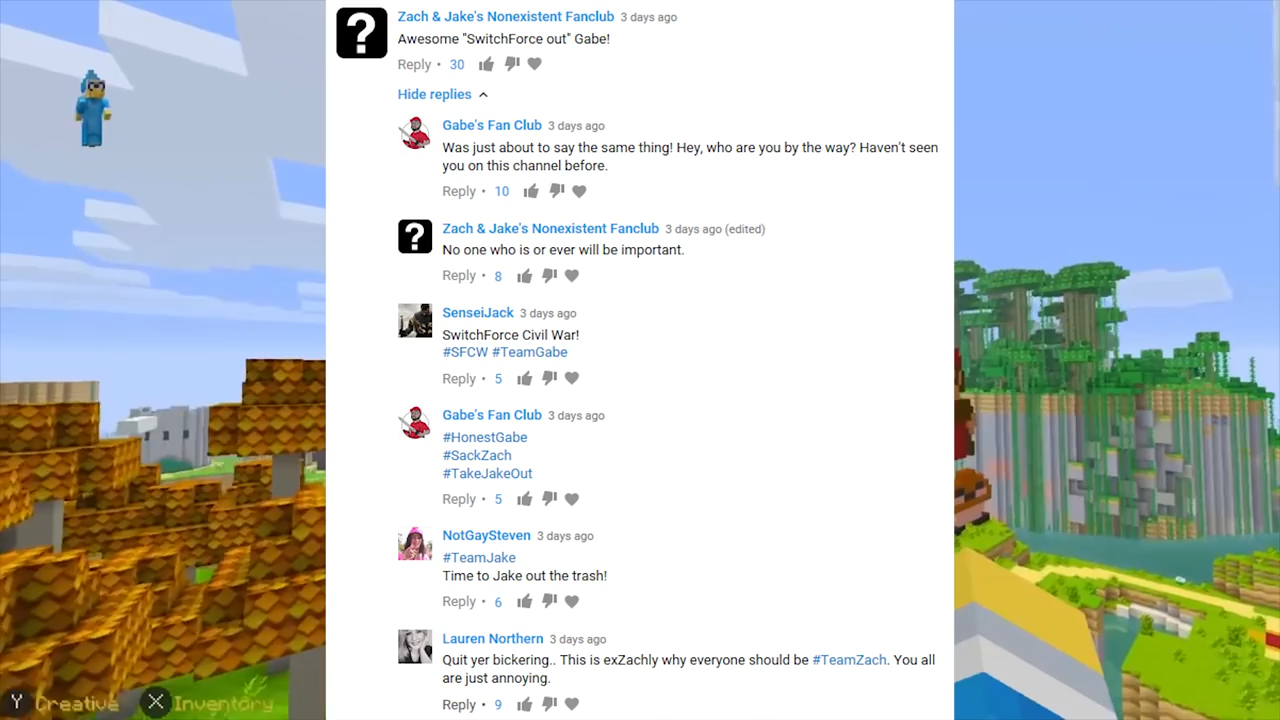 Zach & Jake's Nonexistent Fanclub 3 days ago
Awesome "SwitchForce out" Gabe!
Reply • 30
Hide replies
Gabe's Fan Club 3 days ago
Was just about to say the same thing! Hey, who are you by the way? Haven't seen
you on this channel before.
Reply • 10
Zach & Jake's Nonexistent Fanclub 3 days ago (edited)
No one who is or ever will be important.
Reply • 8
SenseiJack 3 days ago
SwitchForce Civil War!
#SFCW #TeamGabe
Reply • 5
Gabe's Fan Club 3 days ago
#HonestGabe
#SackZach
#TakeJakeOut
Reply • 5
NotGaySteven 3 days ago
#TeamJake
Time to Jake out the trash!
Reply • 6
Lauren Northern 3 days ago
Quit yer bickering.. This is exZachly why everyone should be #TeamZach. You all
are just annoying.
Reply • 9
Y Creative X Inventory